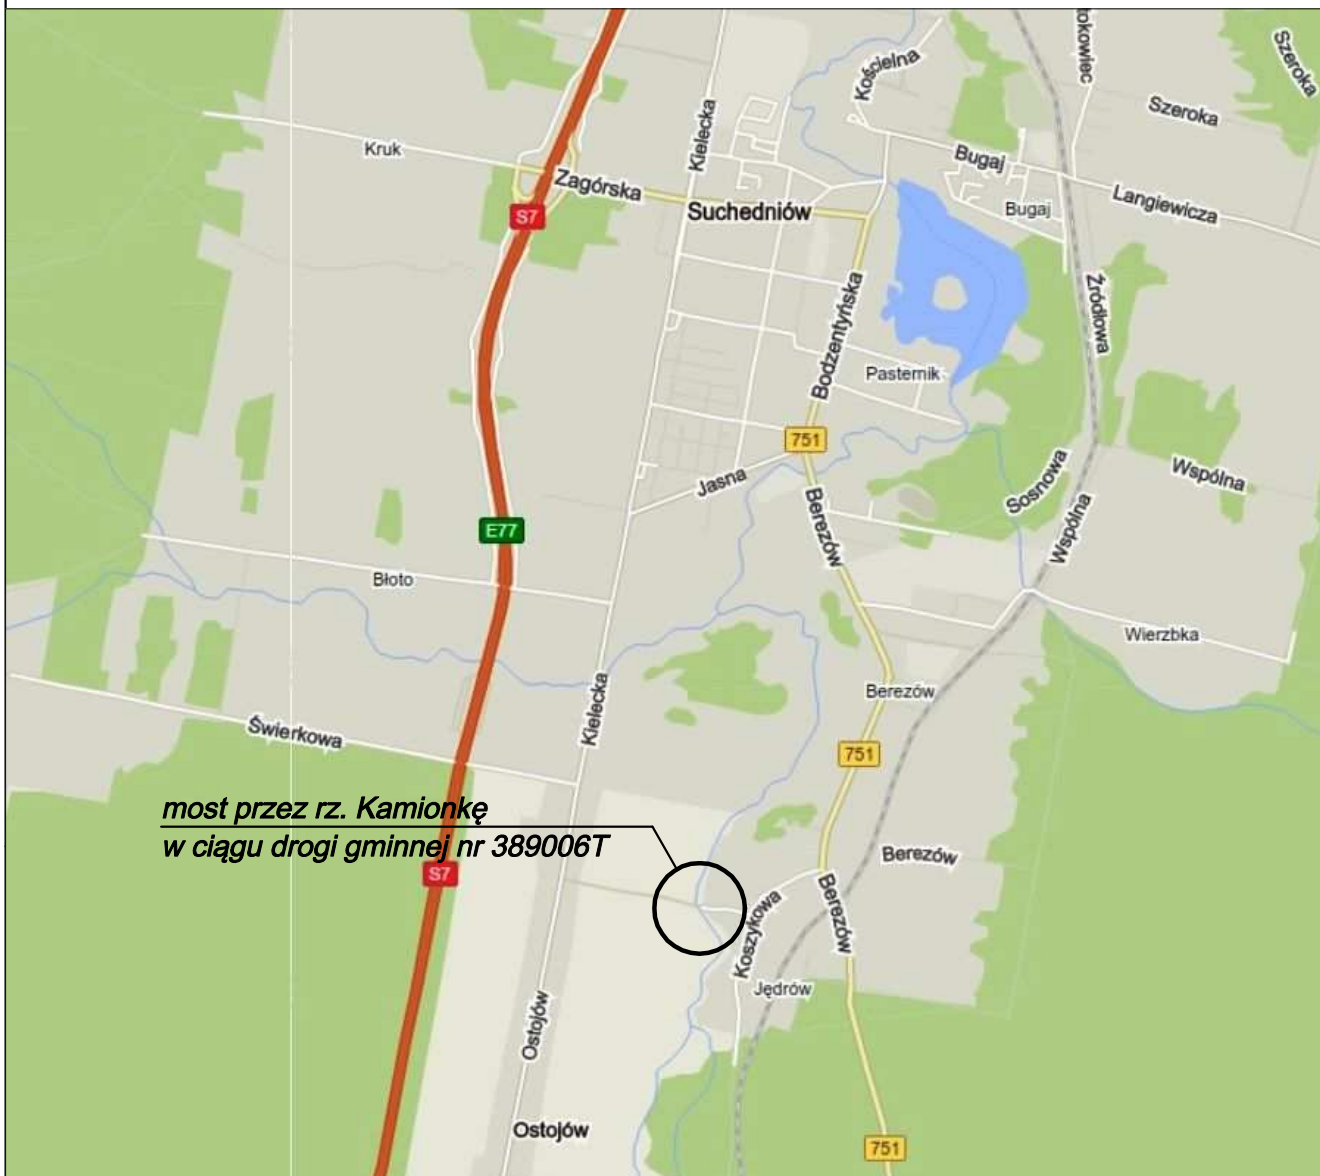 Kościelna
tokowiec
Szeroka
Szeroka
Kielecka
Kruk
Bugaj
Zagórska
Langiewicza
Suchedniów
Bugaj
S7
Źródłowa
Bodzentyńska
Pasternik
751
Jasna
Sosnowa
Wspólna
Wspólna
Berezów
E77
Błoto
Wierzbka
Berezów
Kielecka
Świerkowa
751
most przez rz. Kamionkę
w ciągu drogi gminnej nr 389006T
Berezów
S7
Berezów
Koszykowa
Jędrów
Ostojów
Ostojów
751